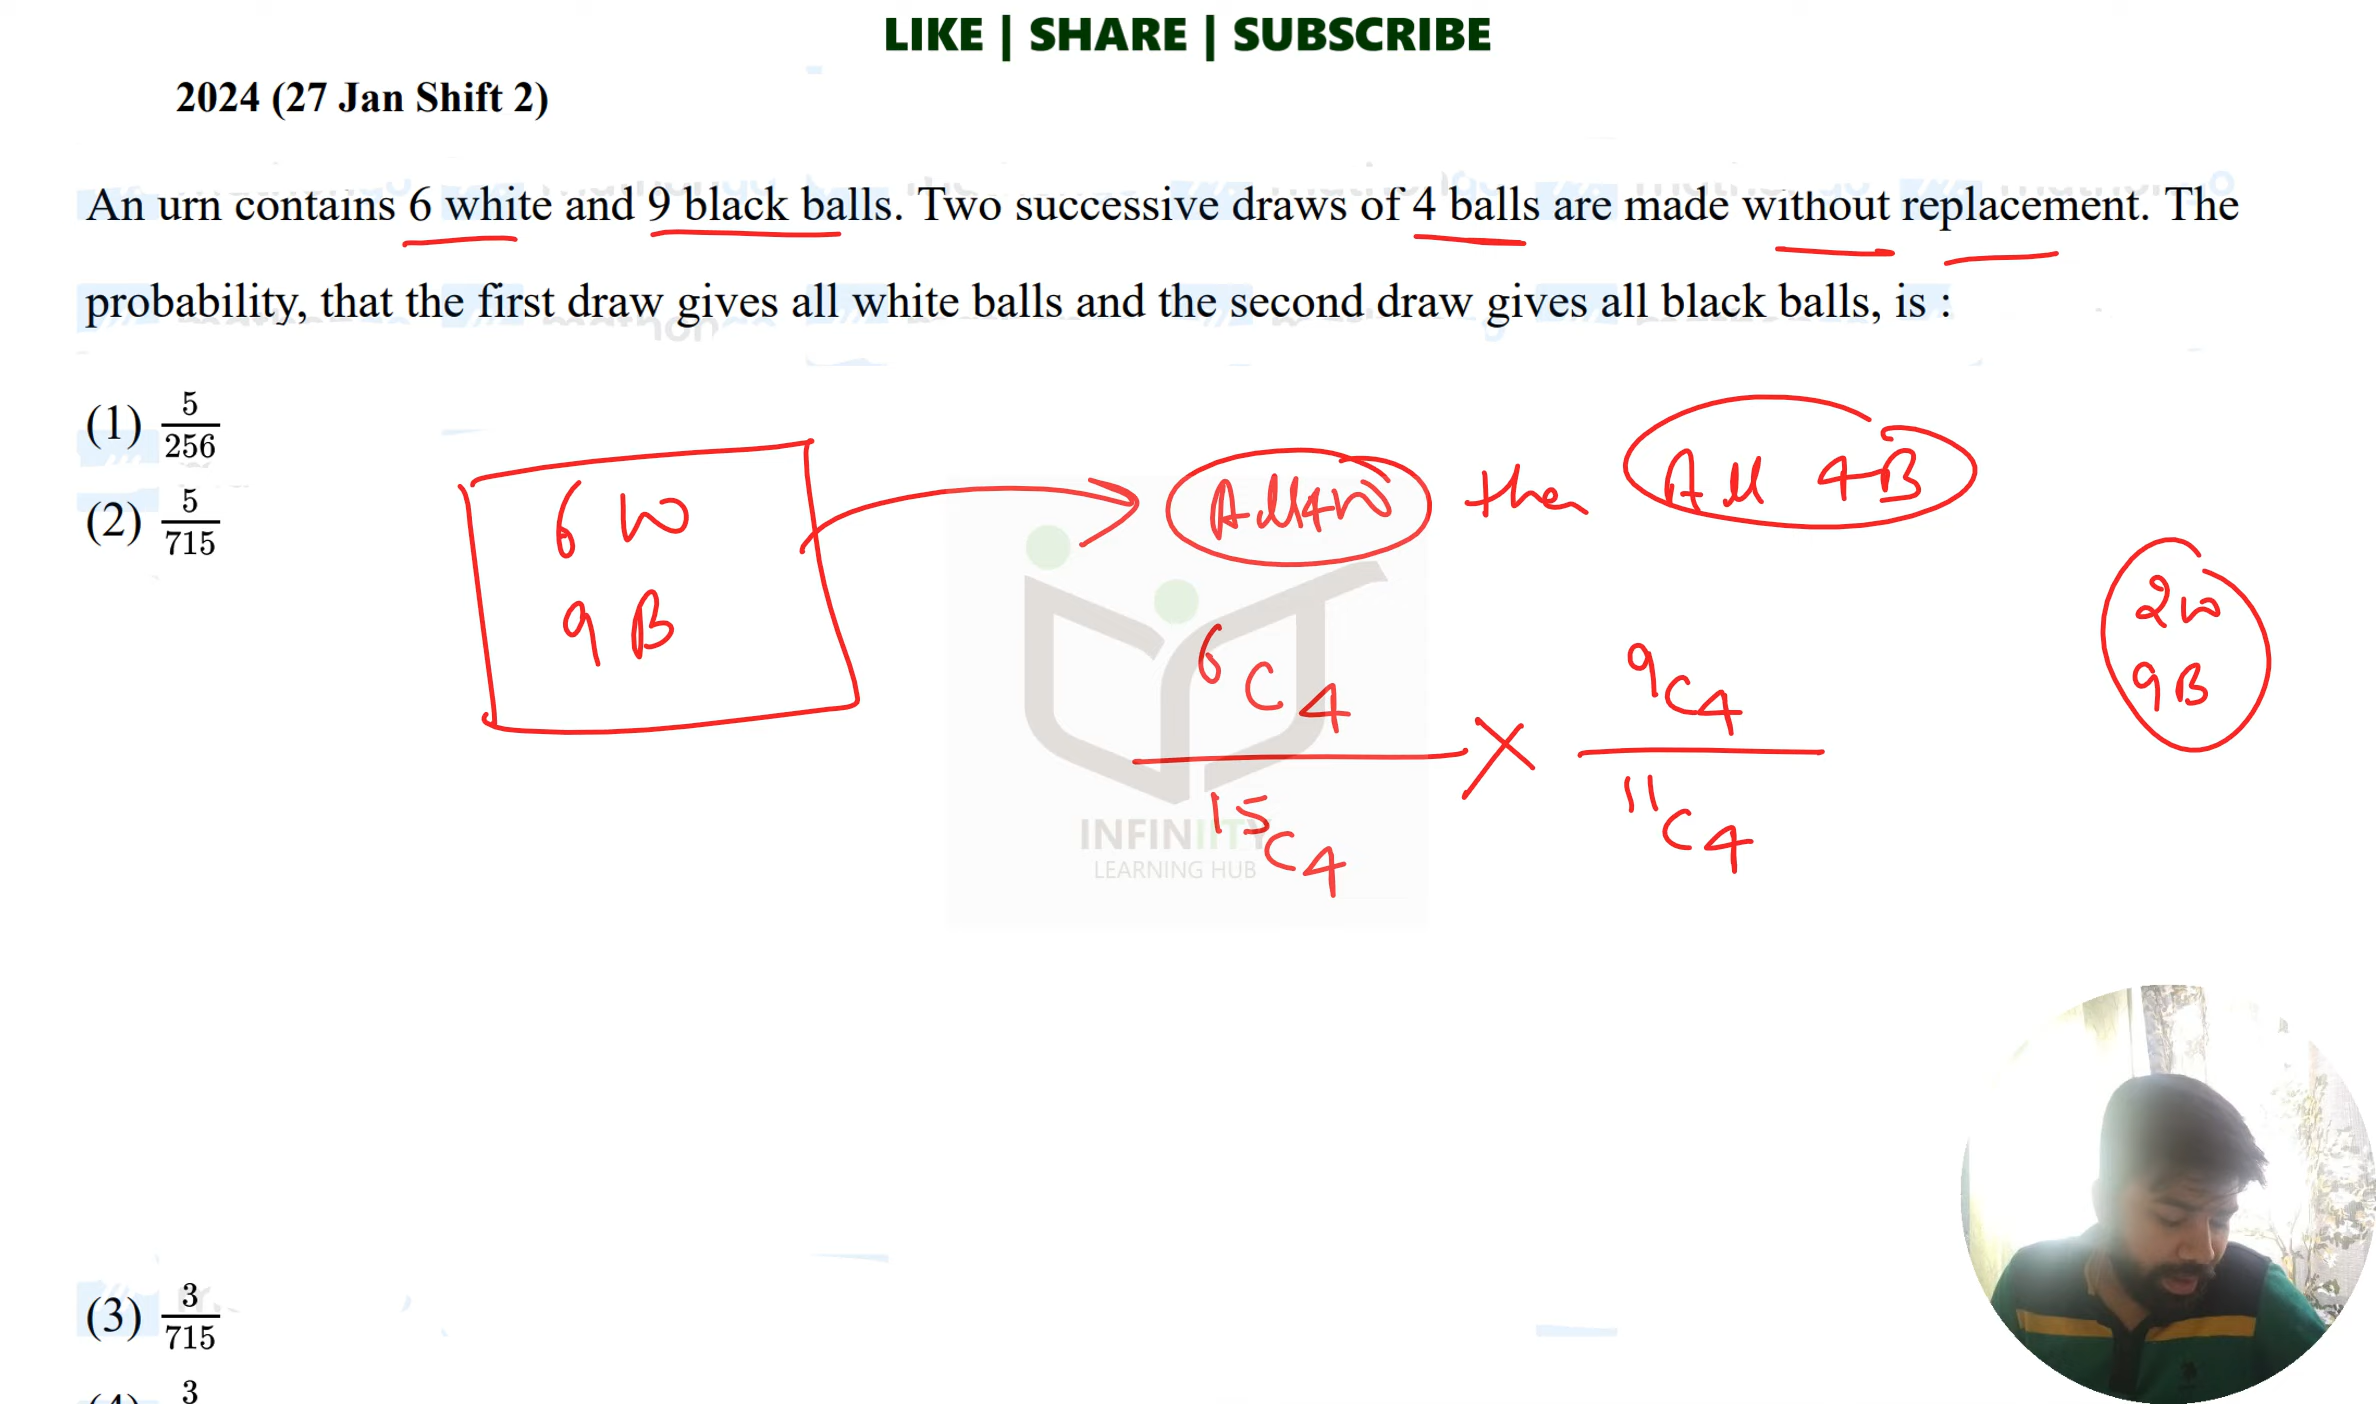 LIKE | SHARE | SUBSCRIBE
2024 (27 Jan Shift 2)
An urn contains 6 white and 9 black balls. Two successive draws of 4 balls are made without replacement. The
probability, that the first draw gives all white balls and the second draw gives all black balls, is :
(1) 5/256
(2) 5/715
6 W
9 B
All 4W then All 4B
2W
9B
6C4 / 15C4 × 9C4 / 11C4
INFINIITY
LEARNING HUB
(3) 3/715
(4) 3